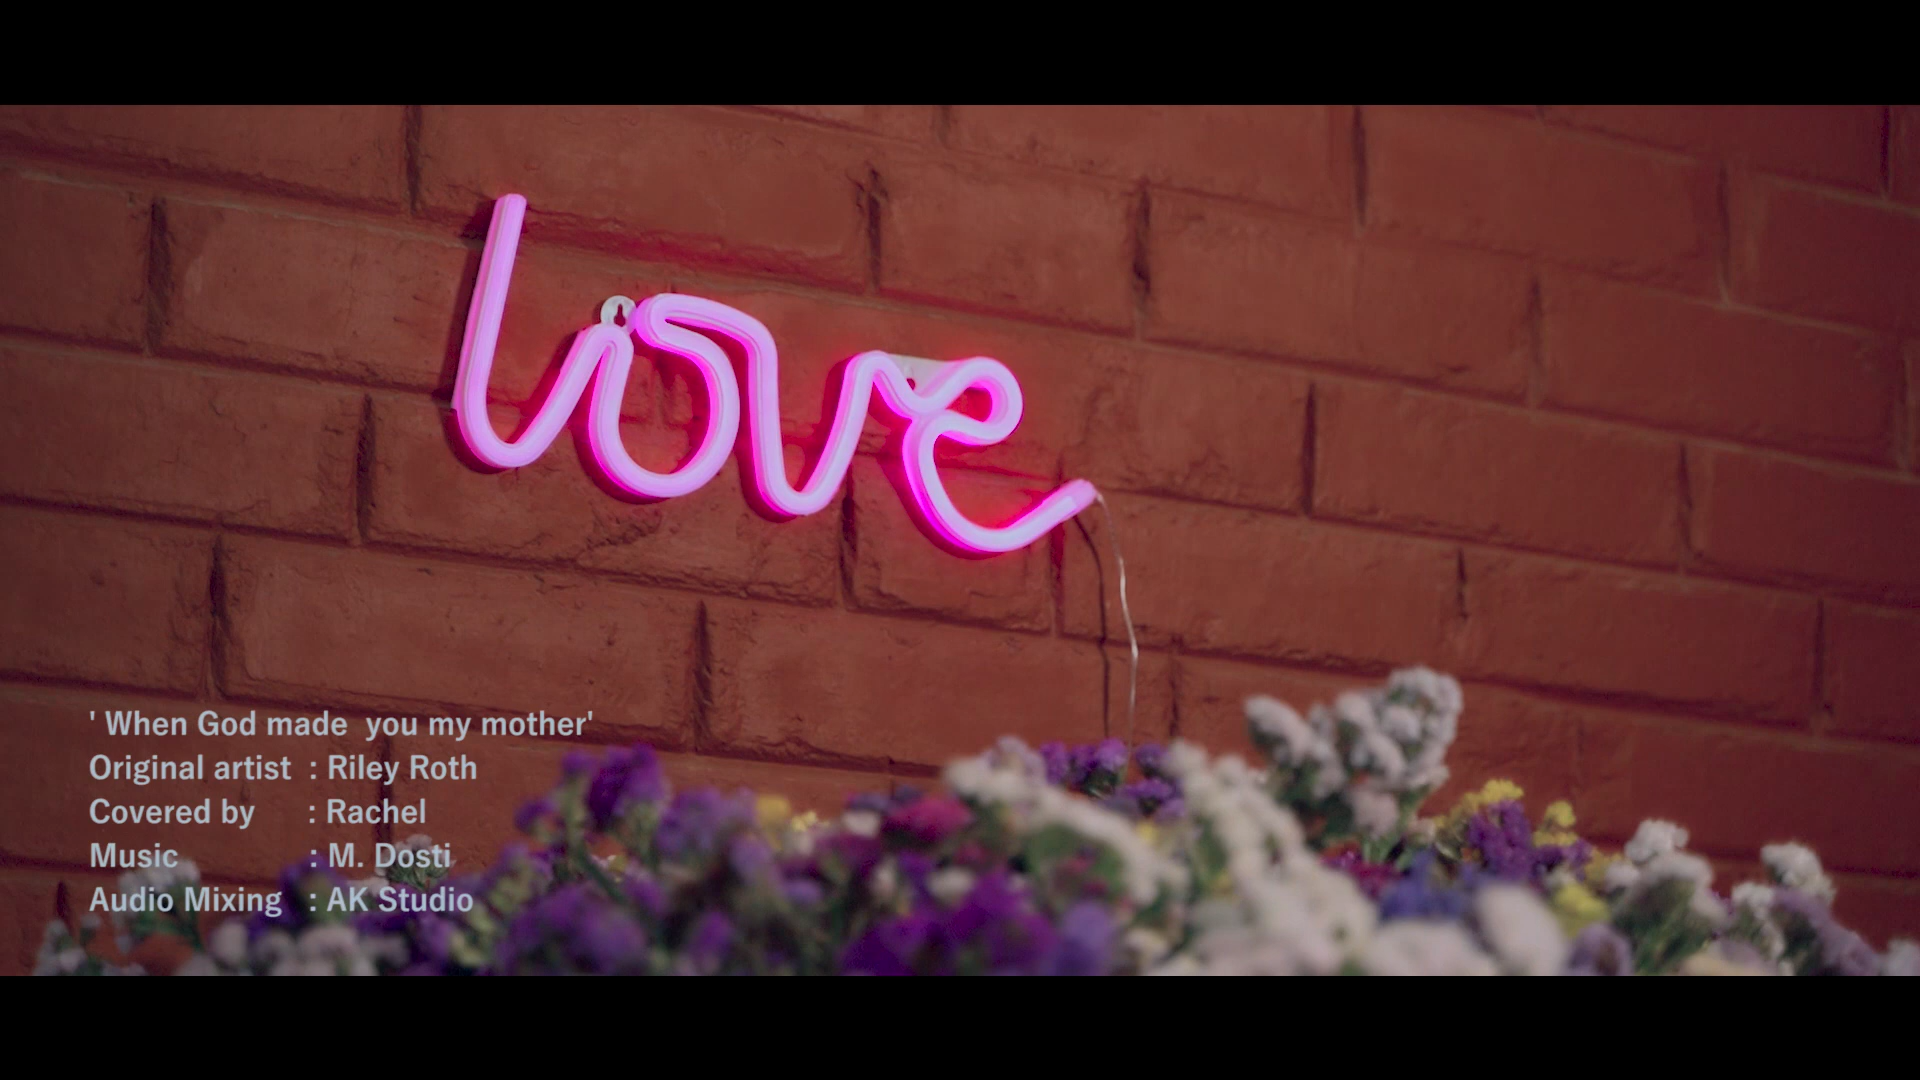 love
' When God made  you my mother'
Original artist  : Riley Roth
Covered by      : Rachel
Music               : M. Dosti
Audio Mixing   : AK Studio